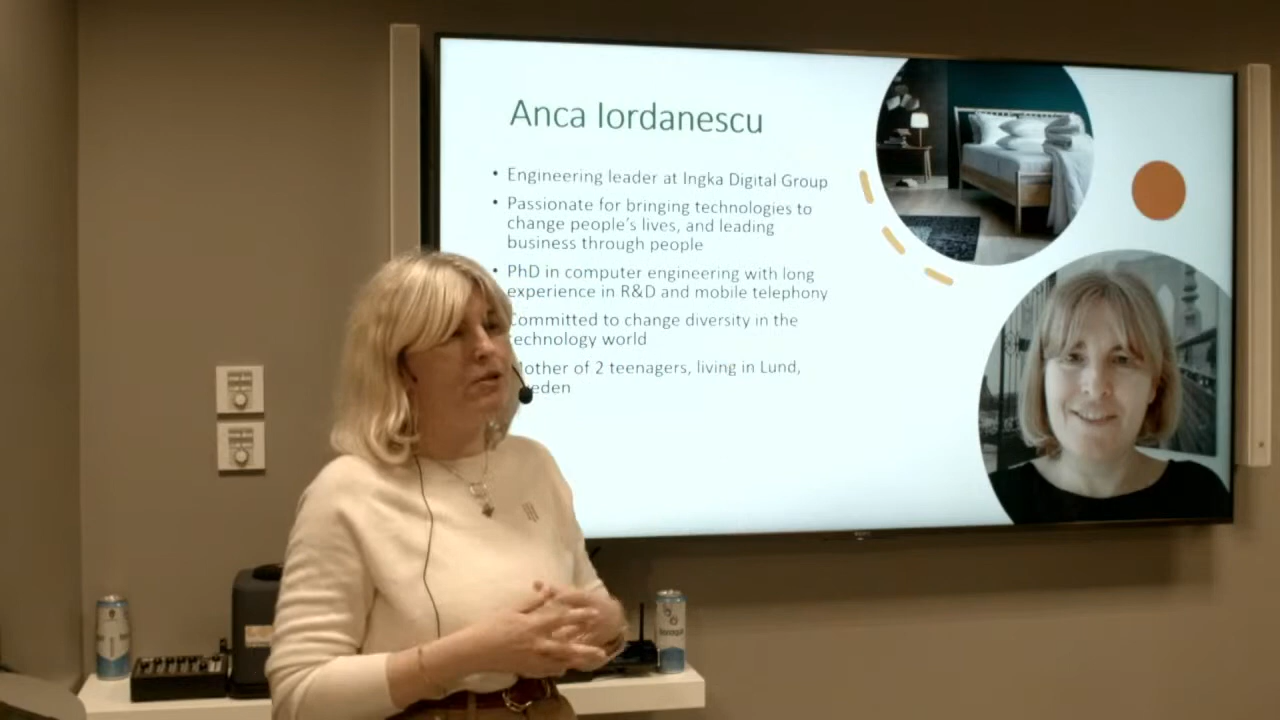 Anca Iordanescu
• Engineering leader at Ingka Digital Group
• Passionate for bringing technologies to
change people's lives, and leading
business through people
• PhD in computer engineering with long
experience in R&D and mobile telephony
Committed to change diversity in the
technology world
Mother of 2 teenagers, living in Lund,
eden